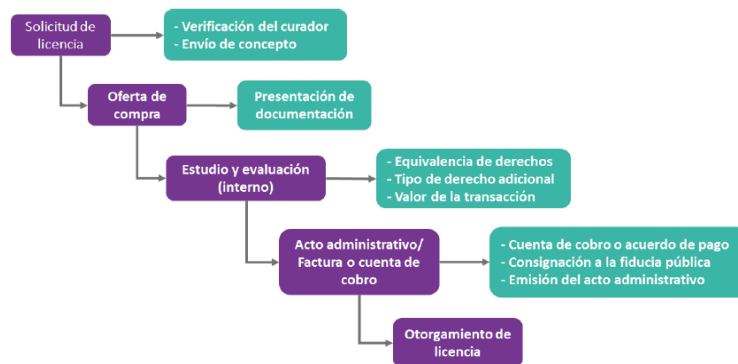 Solicitud de
licencia
- Verificación del curador
- Envío de concepto
Oferta de
compra
Presentación de
documentación
Estudio y evaluación
(interno)
- Equivalencia de derechos
- Tipo de derecho adicional
- Valor de la transacción
Acto administrativo/
Factura o cuenta de
cobro
- Cuenta de cobro o acuerdo de pago
- Consignación a la fiducia pública
- Emisión del acto administrativo
Otorgamiento de
licencia